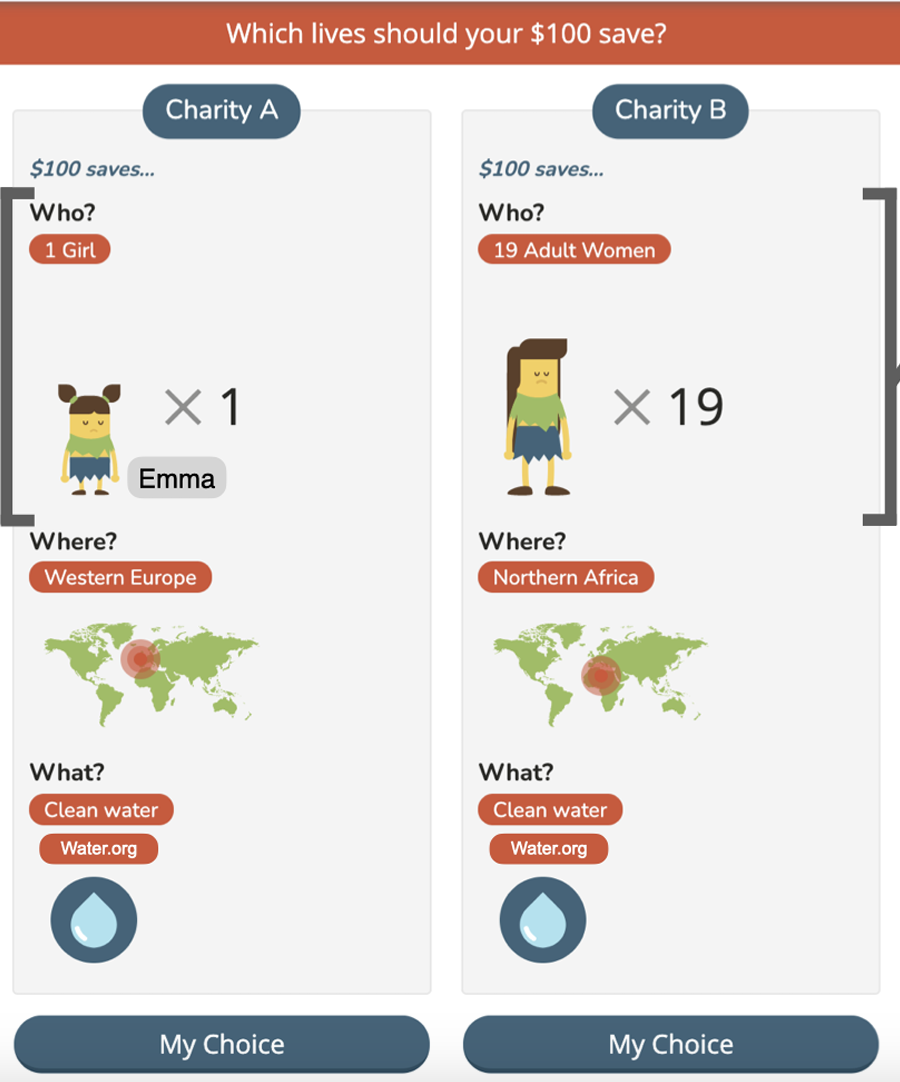 Which lives should your $100 save?
Charity A
$100 saves...
Who?
1 Girl
× 1
Emma
Where?
Western Europe
What?
Clean water
Water.org
My Choice
Charity B
$100 saves...
Who?
19 Adult Women
× 19
Where?
Northern Africa
What?
Clean water
Water.org
My Choice